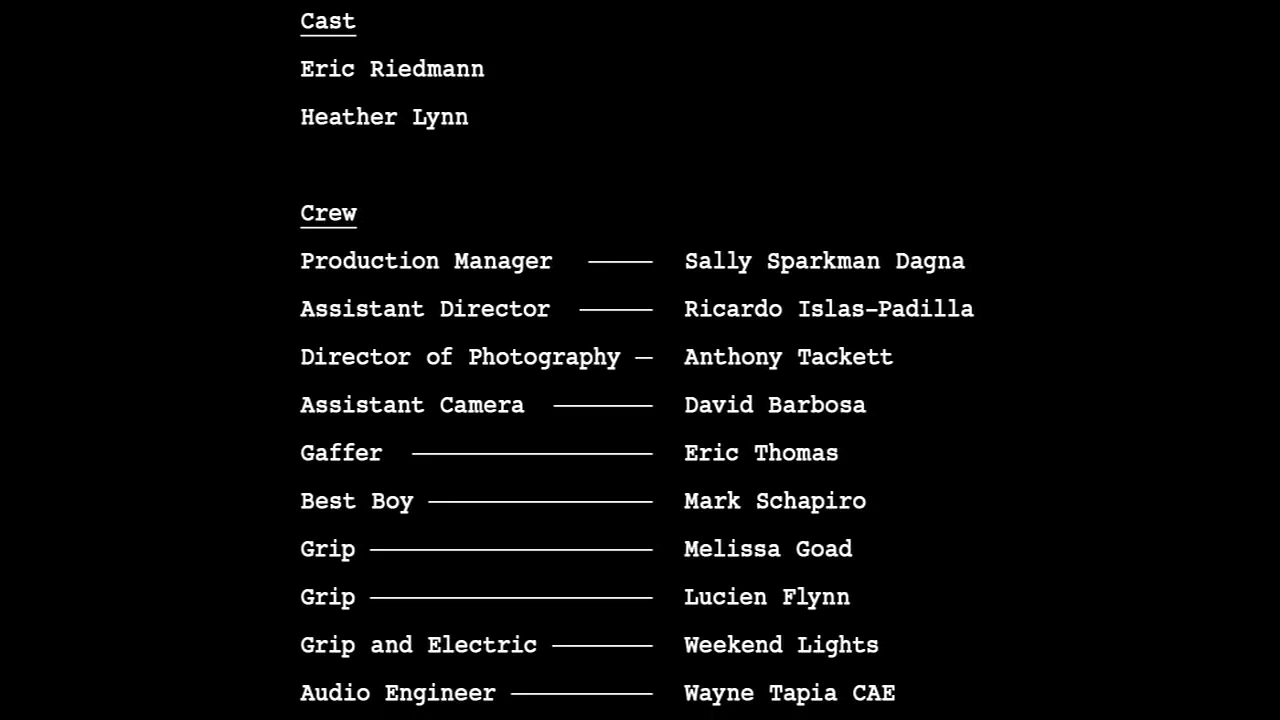 Cast
Eric Riedmann
Heather Lynn
Crew
Production Manager —— Sally Sparkman Dagna
Assistant Director —— Ricardo Islas-Padilla
Director of Photography — Anthony Tackett
Assistant Camera —— David Barbosa
Gaffer —— Eric Thomas
Best Boy —— Mark Schapiro
Grip —— Melissa Goad
Grip —— Lucien Flynn
Grip and Electric —— Weekend Lights
Audio Engineer —— Wayne Tapia CAE